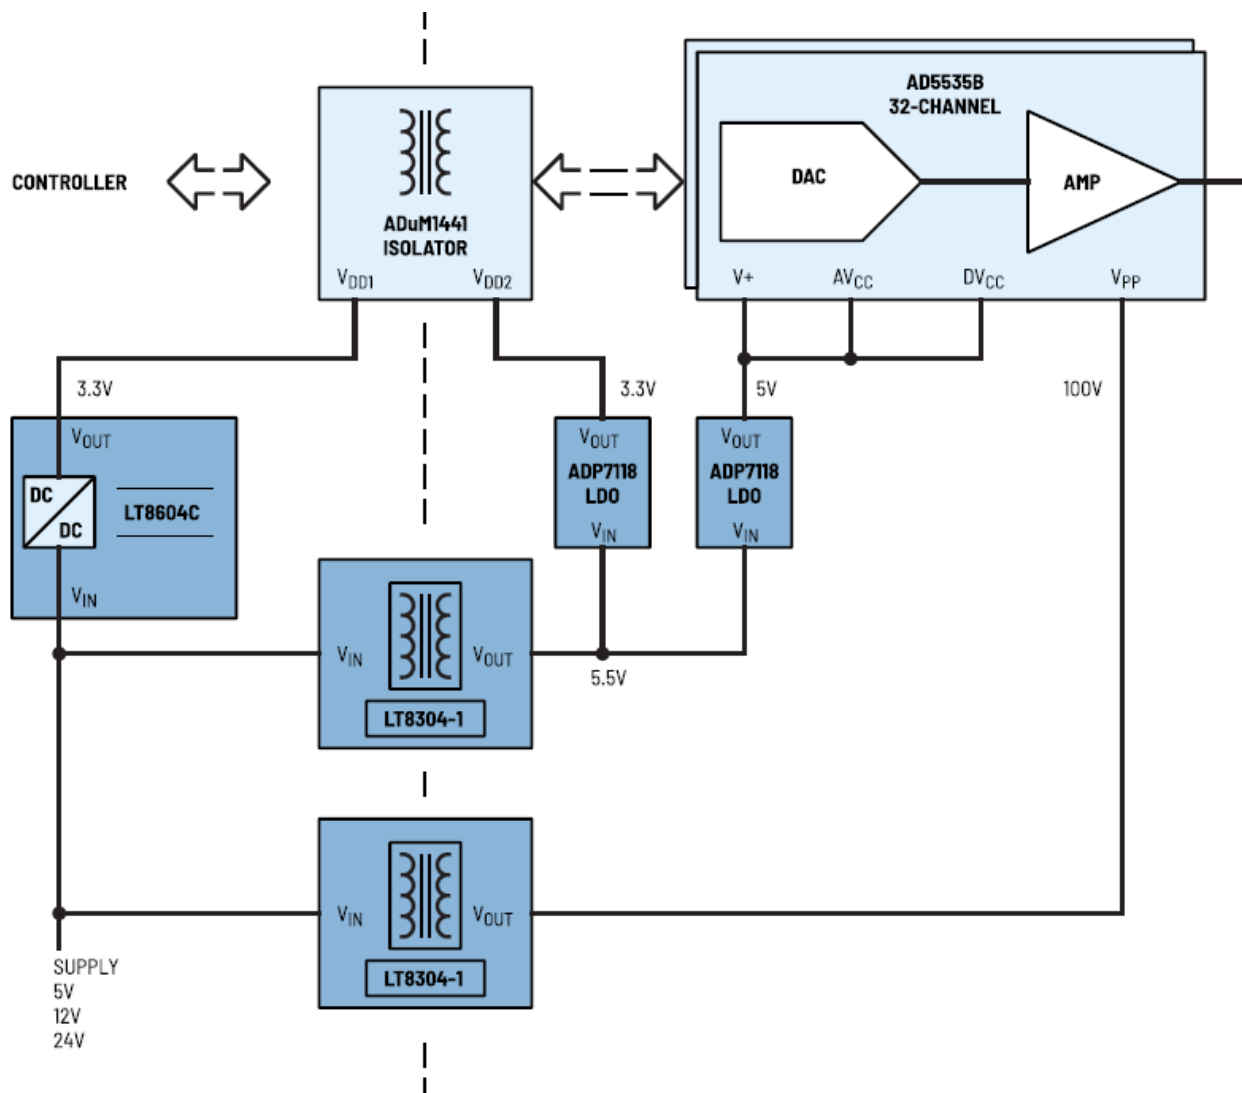 AD5535B
32-CHANNEL
CONTROLLER
DAC
AMP
ADuM1441
ISOLATOR
VDD1
VDD2
V+
AVCC
DVCC
VPP
3.3V
3.3V
5V
100V
VOUT
DC
DC
LT8604C
VIN
VOUT
ADP7118
LDO
VIN
VOUT
ADP7118
LDO
VIN
VIN
VOUT
LT8304-1
5.5V
VIN
VOUT
LT8304-1
SUPPLY
5V
12V
24V